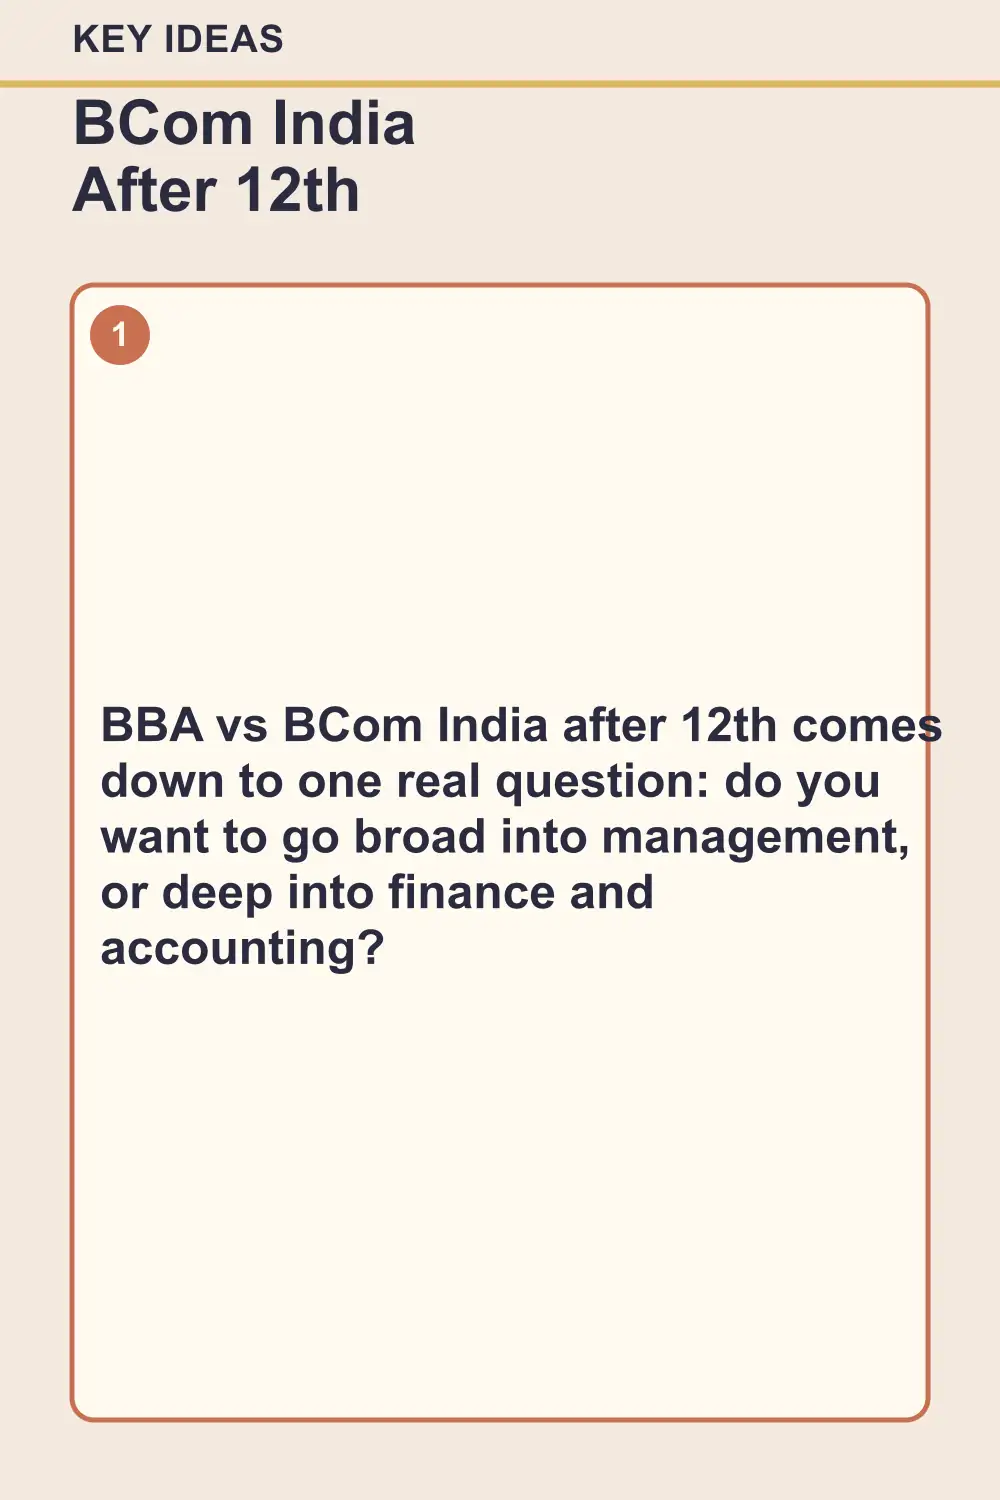 KEY IDEAS
BCom India
After 12th
1
BBA vs BCom India after 12th comes
down to one real question: do you
want to go broad into management,
or deep into finance and
accounting?